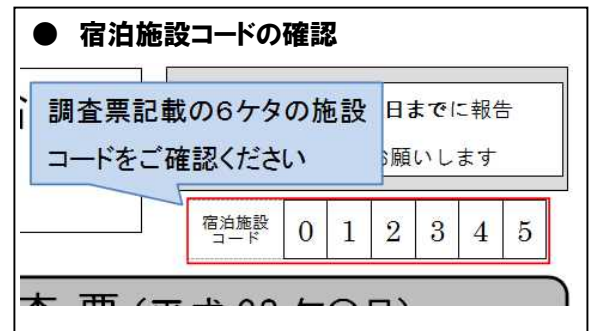 ● 宿泊施設コードの確認
調査票記載の6ケタの施設
コードをご確認ください
日までに報告
願いします
宿泊施設
コード
0 1 2 3 4 5